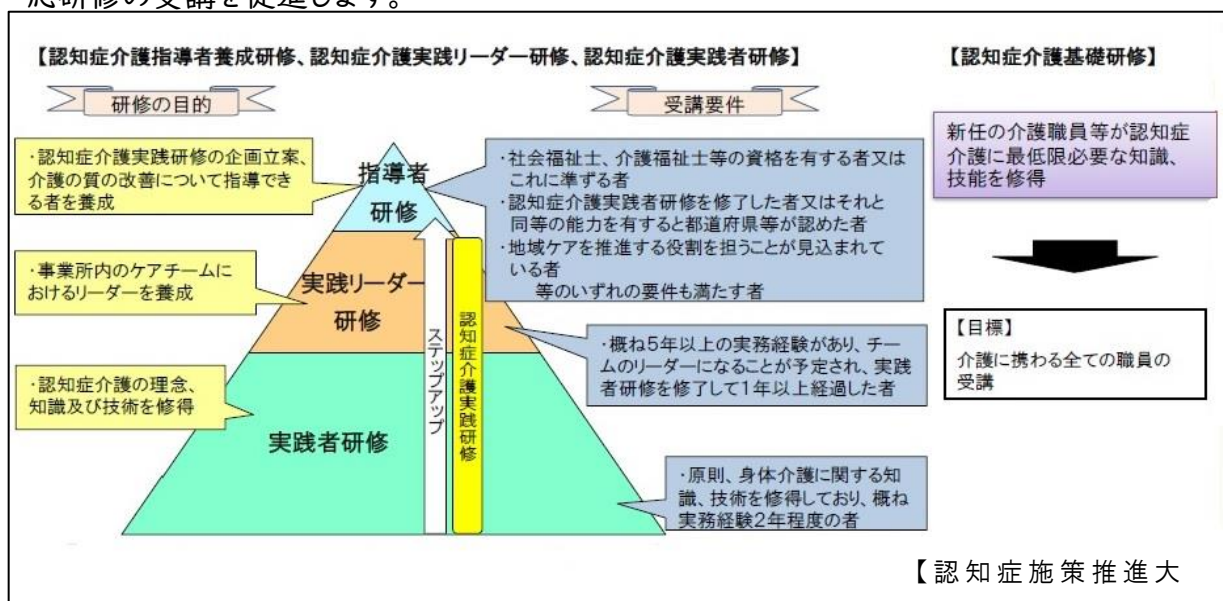 応研修の受講を促進します。
【認知症介護指導者養成研修、認知症介護実践リーダー研修、認知症介護実践者研修】
【認知症介護基礎研修】
研修の目的
受講要件
・認知症介護実践研修の企画立案、
介護の質の改善について指導でき
る者を養成
指導者
研修
・社会福祉士、介護福祉士等の資格を有する者又は
これに準ずる者
・認知症介護実践者研修を修了した者又はそれと
同等の能力を有すると都道府県等が認めた者
・地域ケアを推進する役割を担うことが見込まれて
いる者
等のいずれの要件も満たす者
新任の介護職員等が認知症
介護に最低限必要な知識、
技能を修得
・事業所内のケアチームに
おけるリーダーを養成
実践リーダー
研修
・概ね5年以上の実務経験があり、チー
ムのリーダーになることが予定され、実践
者研修を修了して1年以上経過した者
【目標】
介護に携わる全ての職員の
受講
・認知症介護の理念、
知識及び技術を修得
実践者研修
ステップアップ
認知症介護実践研修
・原則、身体介護に関する知
識、技術を修得しており、概ね
実務経験2年程度の者
【認知症施策推進大